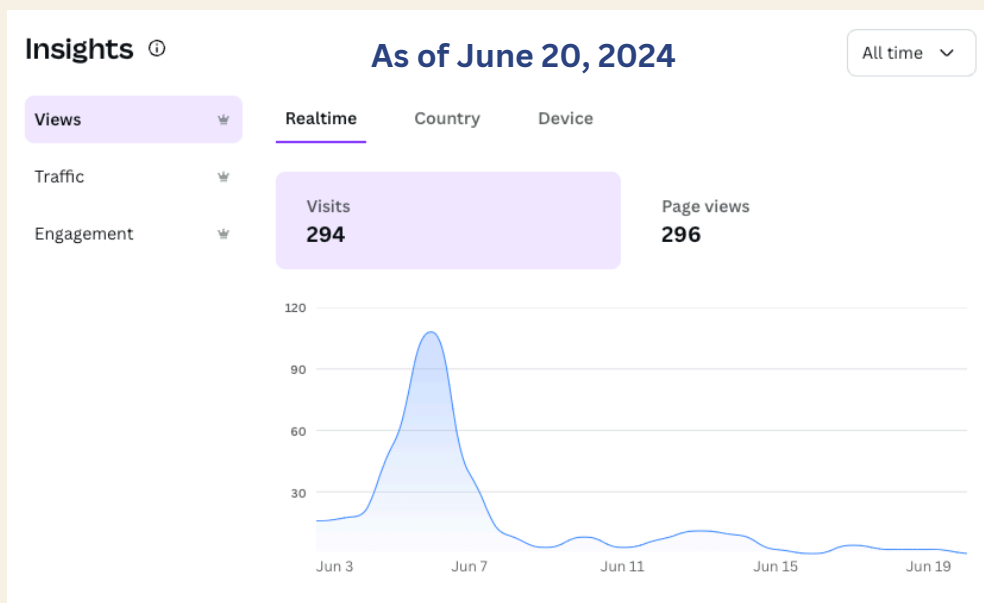 Insights
As of June 20, 2024
All time
Views
Traffic
Engagement
Realtime Country Device
Visits
294
Page views
296
120
90
60
30
Jun 3 Jun 7 Jun 11 Jun 15 Jun 19